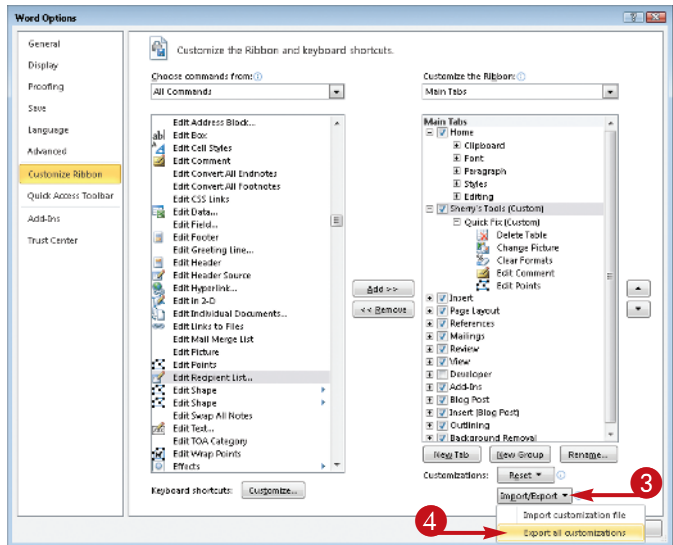 Word Options
General
Display
Proofing
Save
Language
Advanced
Customize Ribbon
Quick Access Toolbar
Add-Ins
Trust Center
Customize the Ribbon and keyboard shortcuts.
Choose commands from:
All Commands
Edit Address Block...
Edit Box
Edit Cell Styles
Edit Comment
Edit Convert All Endnotes
Edit Convert All Footnotes
Edit CSS Links
Edit Data...
Edit Field...
Edit Footer
Edit Greeting Line...
Edit Header
Edit Header Source
Edit Hyperlink...
Edit in 2-D
Edit Individual Documents...
Edit Links to Files
Edit Mail Merge List
Edit Picture
Edit Points
Edit Recipient List...
Edit Shape
Edit Shape
Edit Swap All Notes
Edit Text...
Edit TOA Category
Edit Wrap Points
Effects
Keyboard shortcuts: Customize...
Add >>
<< Remove
Customize the Ribbon:
Main Tabs
Main Tabs
Home
Clipboard
Font
Paragraph
Styles
Editing
Sherry's Tools (Custom)
Quick Fix (Custom)
Delete Table
Change Picture
Clear Formats
Edit Comment
Edit Points
Insert
Page Layout
References
Mailings
Review
View
Developer
Add-Ins
Blog Post
Insert (Blog Post)
Outlining
Background Removal
New Tab New Group Rename...
Customizations: Reset
Import/Export 3
Import customization file
4 Export all customizations